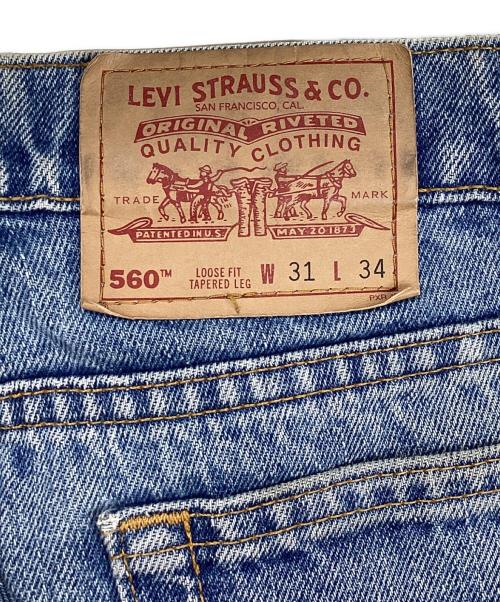 LEVI STRAUSS & CO.
SAN FRANCISCO, CAL.
ORIGINAL RIVETED
QUALITY CLOTHING
TRADE MARK
PATENTED IN U.S. MAY 20 1873
560™ LOOSE FIT TAPERED LEG W 31 L 34
PXR